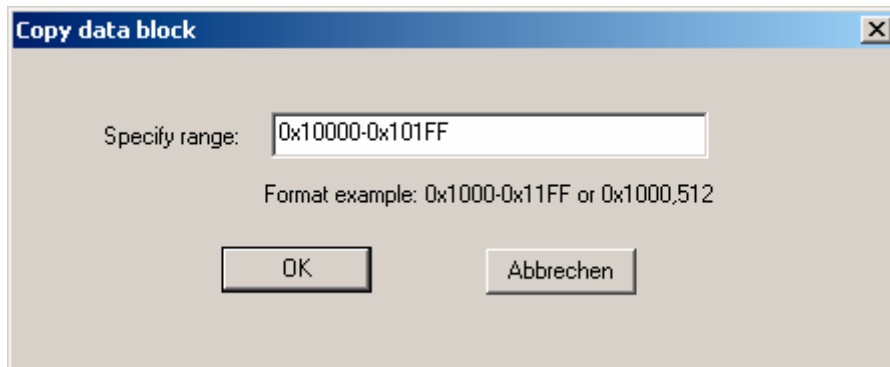 Copy data block
Specify range: 0x10000-0x101FF
Format example: 0x1000-0x11FF or 0x1000,512
OK Abbrechen